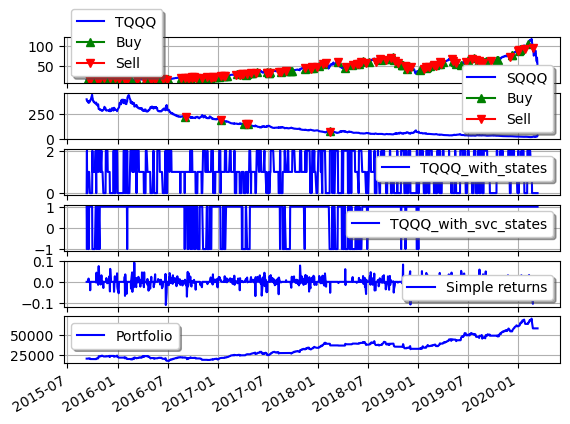 TQQQ
Buy
Sell
100
50
SQQQ
Buy
Sell
250
0
2
0
TQQQ_with_states
1
0
−1
TQQQ_with_svc_states
0.1
0.0
−0.1
Simple returns
50000
25000
Portfolio
2015-07
2016-01
2016-07
2017-01
2017-07
2018-01
2018-07
2019-01
2019-07
2020-01